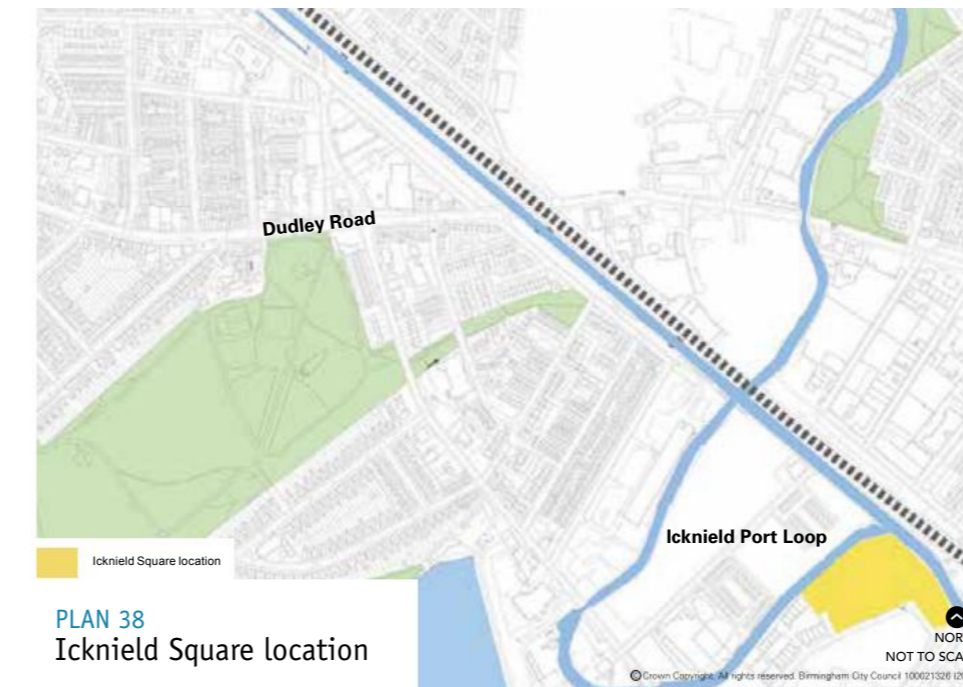 Dudley Road
Icknield Port Loop
Icknield Square location
PLAN 38
Icknield Square location
NOR
NOT TO SCA
© Crown Copyright. All rights reserved. Birmingham City Council 100021326 (20